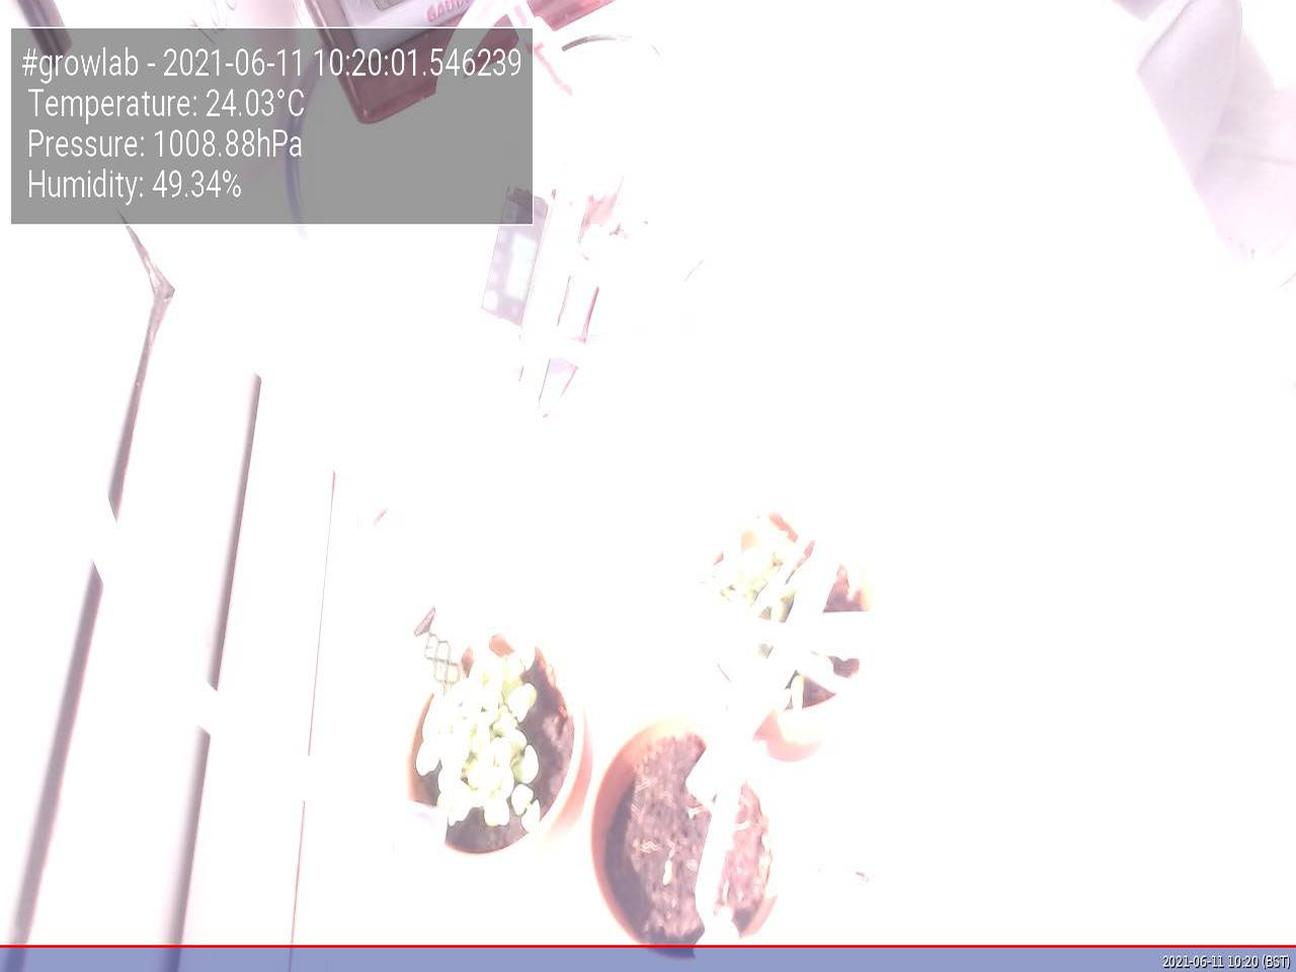 #growlab - 2021-06-11 10:20:01.546239
Temperature: 24.03°C
Pressure: 1008.88hPa
Humidity: 49.34%
2021-06-11 10:20 (BST)